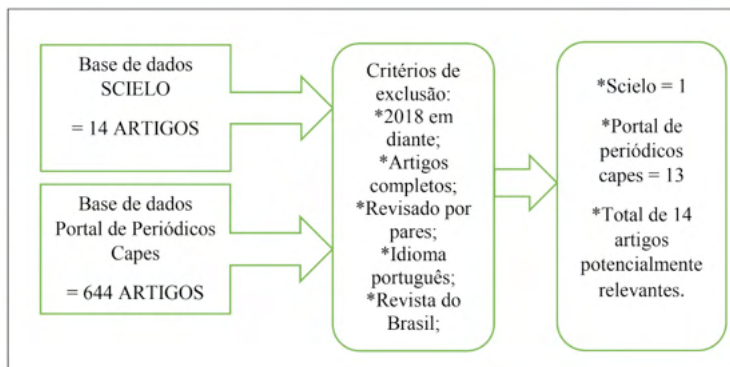 Base de dados
SCIELO
= 14 ARTIGOS
Base de dados
Portal de Periódicos
Capes
= 644 ARTIGOS
Critérios de
exclusão:
*2018 em
diante;
*Artigos
completos;
*Revisado por
pares;
*Idioma
português;
*Revista do
Brasil;
*Scielo = 1
*Portal de
periódicos
capes = 13
*Total de 14
artigos
potencialmente
relevantes.